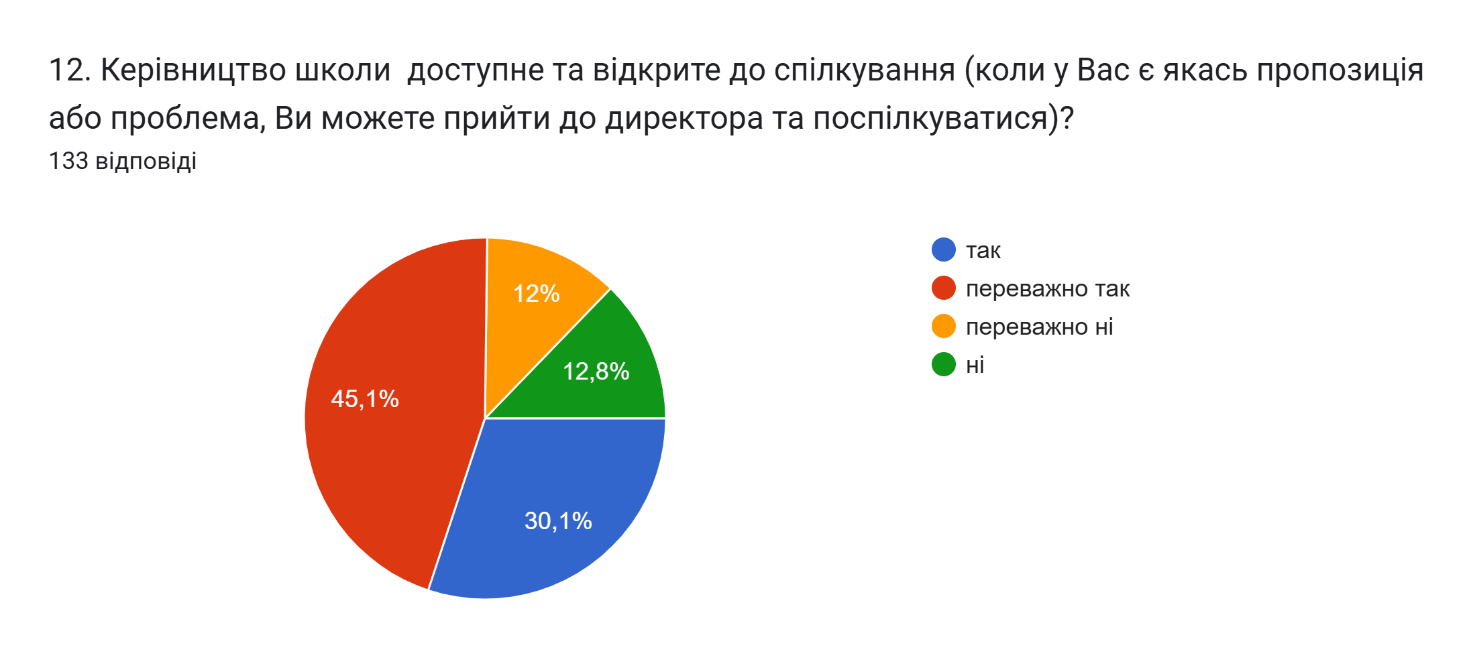 12. Керівництво школи  доступне та відкрите до спілкування (коли у Вас є якась пропозиція
або проблема, Ви можете прийти до директора та поспілкуватися)?
133 відповіді
так
переважно так
переважно ні
ні
12%
12,8%
45,1%
30,1%